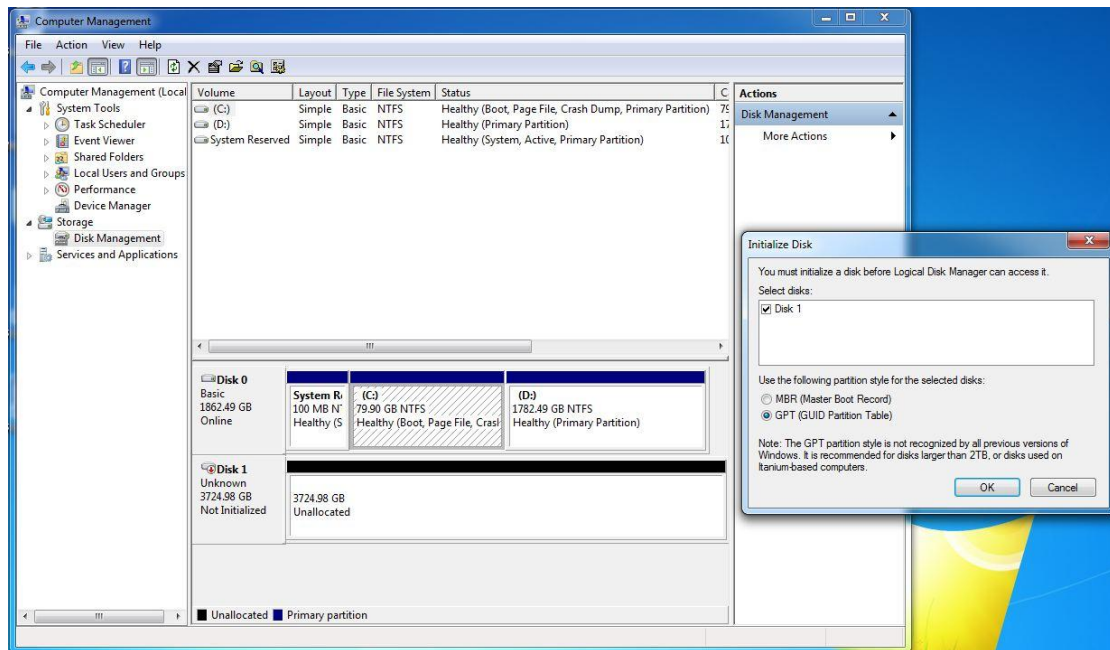 Computer Management
File Action View Help
Computer Management (Local
System Tools
Task Scheduler
Event Viewer
Shared Folders
Local Users and Groups
Performance
Device Manager
Storage
Disk Management
Services and Applications
Volume Layout Type File System Status C
(C:) Simple Basic NTFS Healthy (Boot, Page File, Crash Dump, Primary Partition) 79
(D:) Simple Basic NTFS Healthy (Primary Partition) 17
System Reserved Simple Basic NTFS Healthy (System, Active, Primary Partition) 10
Disk 0
Basic
1862.49 GB
Online
System R
100 MB N
Healthy (S
(C:)
79.90 GB NTFS
Healthy (Boot, Page File, Crash
(D:)
1782.49 GB NTFS
Healthy (Primary Partition)
Disk 1
Unknown
3724.98 GB
Not Initialized
3724.98 GB
Unallocated
Unallocated Primary partition
Actions
Disk Management
More Actions
Initialize Disk
You must initialize a disk before Logical Disk Manager can access it.
Select disks:
Disk 1
Use the following partition style for the selected disks:
MBR (Master Boot Record)
GPT (GUID Partition Table)
Note: The GPT partition style is not recognized by all previous versions of
Windows. It is recommended for disks larger than 2TB, or disks used on
Itanium-based computers.
OK Cancel